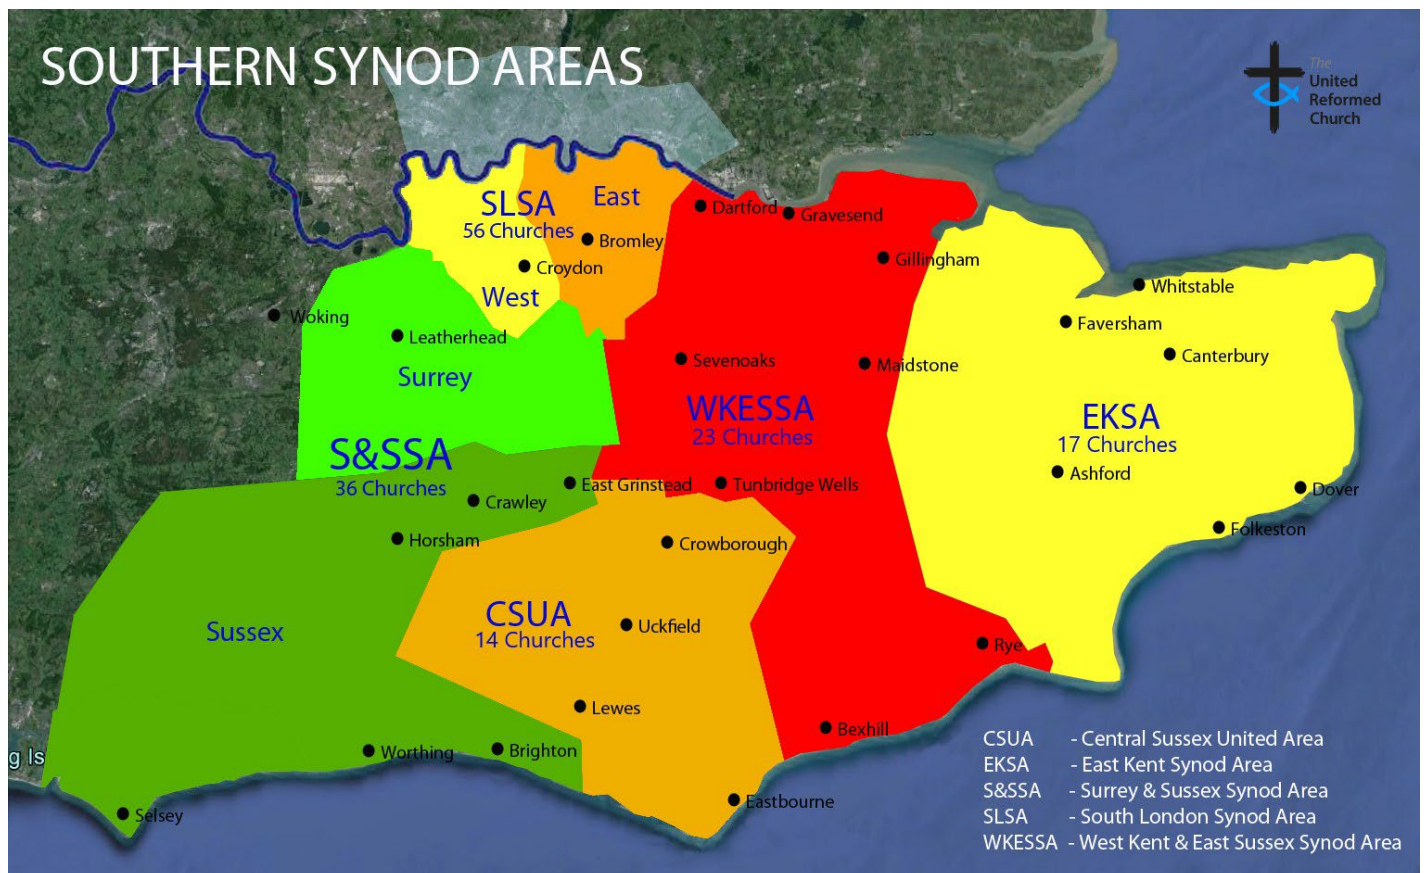 SOUTHERN SYNOD AREAS
The
United
Reformed
Church
SLSA
56 Churches
East
Bromley
Croydon
West
Dartford
Gravesend
Gillingham
Whitstable
Faversham
Canterbury
Woking
Leatherhead
Surrey
Sevenoaks
Maidstone
WKESSA
23 Churches
EKSA
17 Churches
Ashford
Dover
Folkeston
S&SSA
36 Churches
East Grinstead
Tunbridge Wells
Crawley
Horsham
Crowborough
CSUA
14 Churches
Uckfield
Sussex
Rye
Lewes
Bexhill
Worthing
Brighton
g Is
Eastbourne
Selsey
CSUA - Central Sussex United Area
EKSA - East Kent Synod Area
S&SSA - Surrey & Sussex Synod Area
SLSA - South London Synod Area
WKESSA - West Kent & East Sussex Synod Area